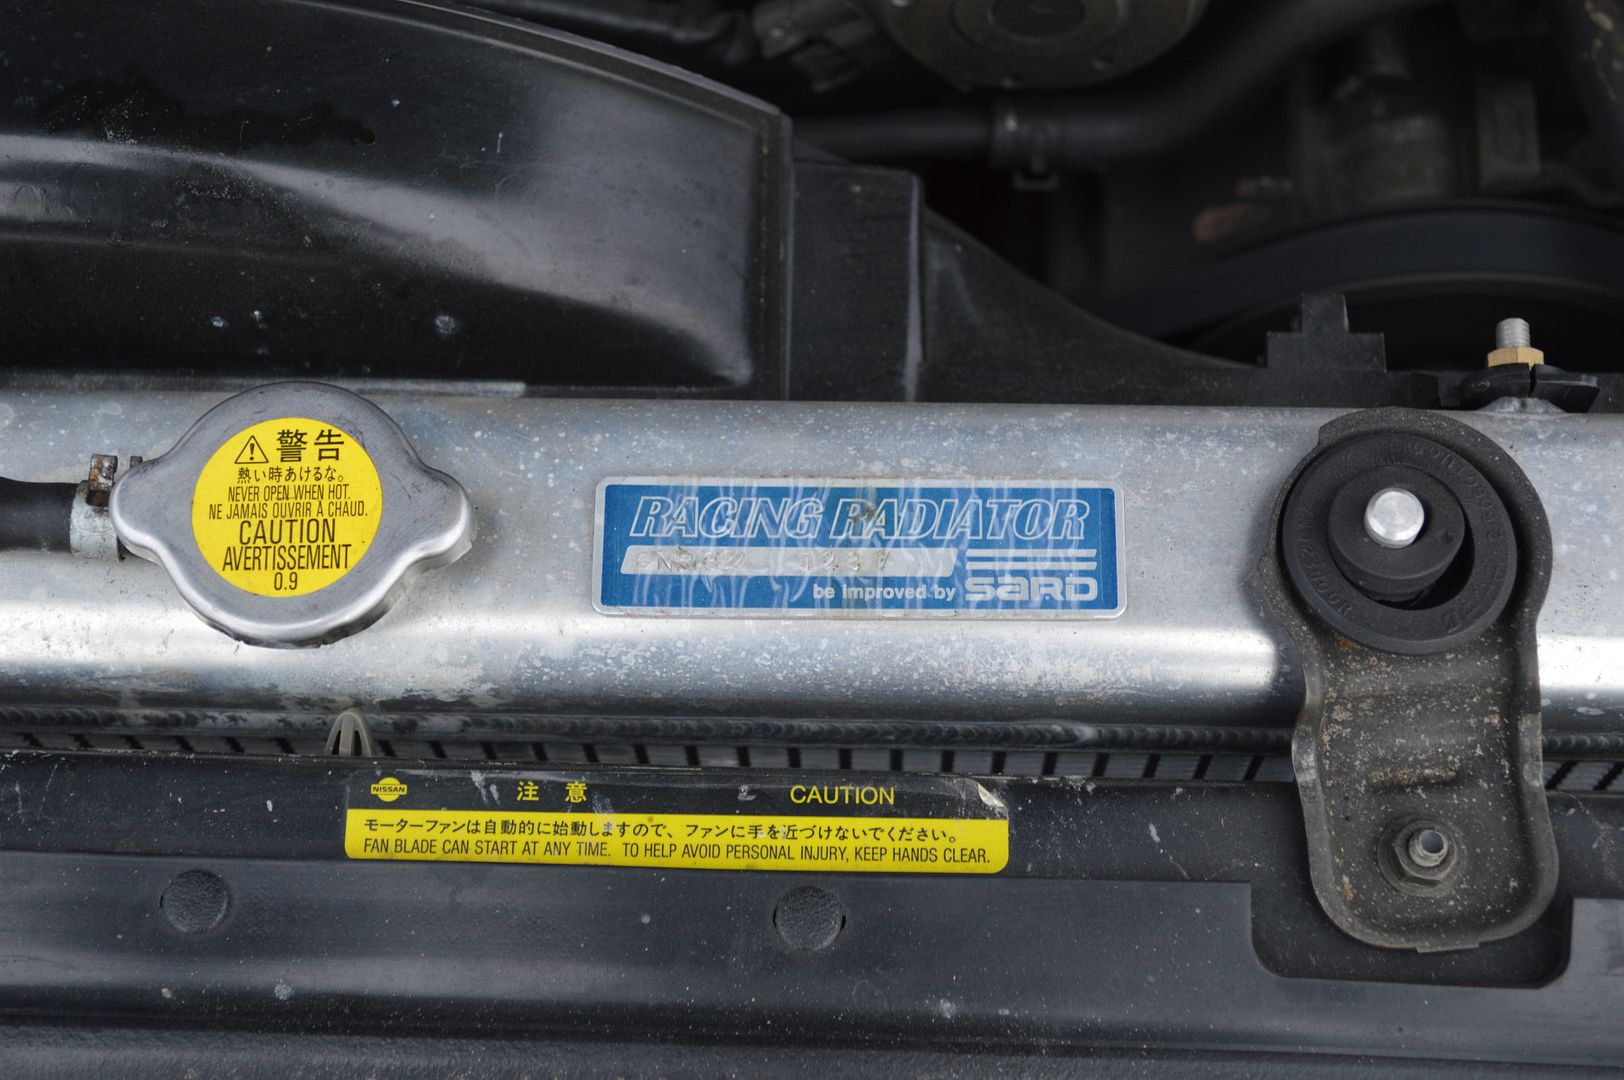 警告
熱い時あけるな。
NEVER OPEN WHEN HOT.
NE JAMAIS OUVRIR À CHAUD.
CAUTION
AVERTISSEMENT
0.9
RACING RADIATOR
be improved by SARD
NISSAN 注意 CAUTION
モーターファンは自動的に始動しますので、ファンに手を近づけないでください。
FAN BLADE CAN START AT ANY TIME. TO HELP AVOID PERSONAL INJURY, KEEP HANDS CLEAR.